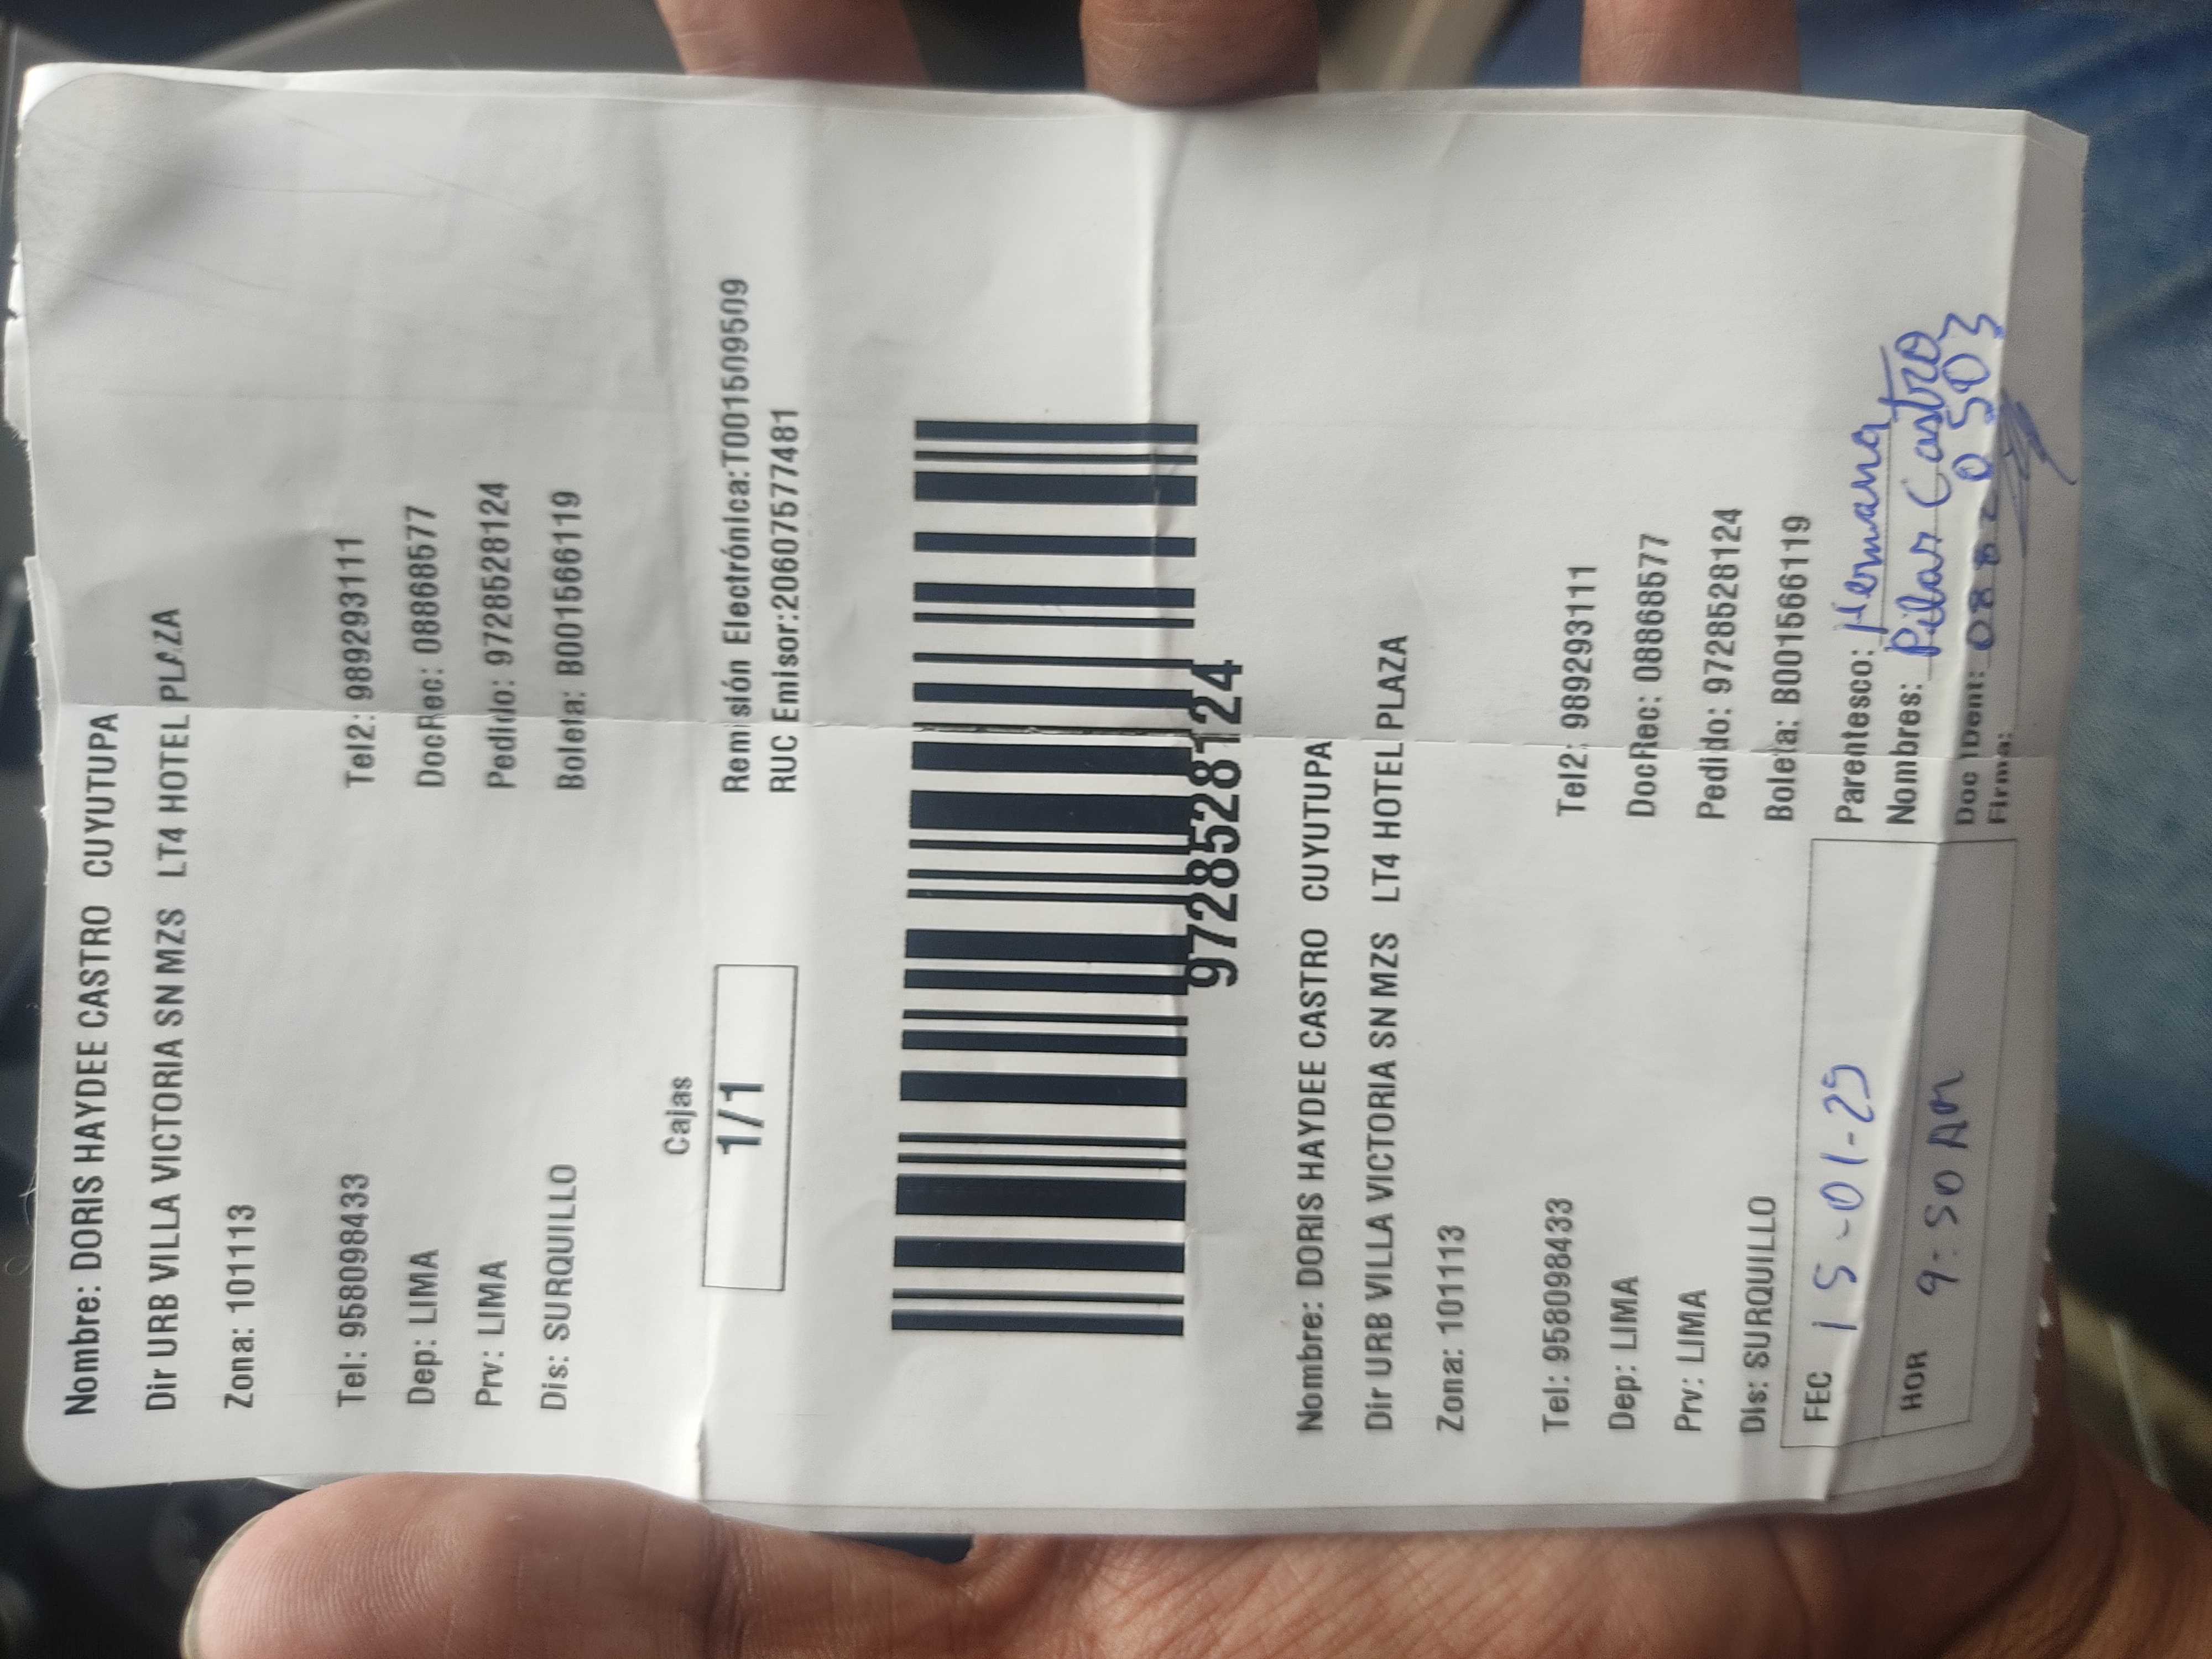 Nombre: DORIS HAYDEE CASTRO CUYUTUPA
Dir URB VILLA VICTORIA SN MZS LT4 HOTEL PLAZA
Zona: 101113
Tel: 958098433 Tel2: 989293111
Dep: LIMA DocRec: 08868577
Prv: LIMA Pedido: 9728528124
Dis: SURQUILLO Boleta: B001566119
Cajas
1/1
Remisión Electrónica:T001509509
RUC Emisor:20607577481
9728528124
Nombre: DORIS HAYDEE CASTRO CUYUTUPA
Dir URB VILLA VICTORIA SN MZS LT4 HOTEL PLAZA
Zona: 101113
Tel: 958098433 Tel2: 989293111
Dep: LIMA DocRec: 08868577
Prv: LIMA Pedido: 9728528124
Dis: SURQUILLO Boleta: B001566119
FEC 15-01-25 Parentesco: Hermana
HOR 9:50 AM Nombres: Pilar Castro
Doc Ident: 08820503
Firma: